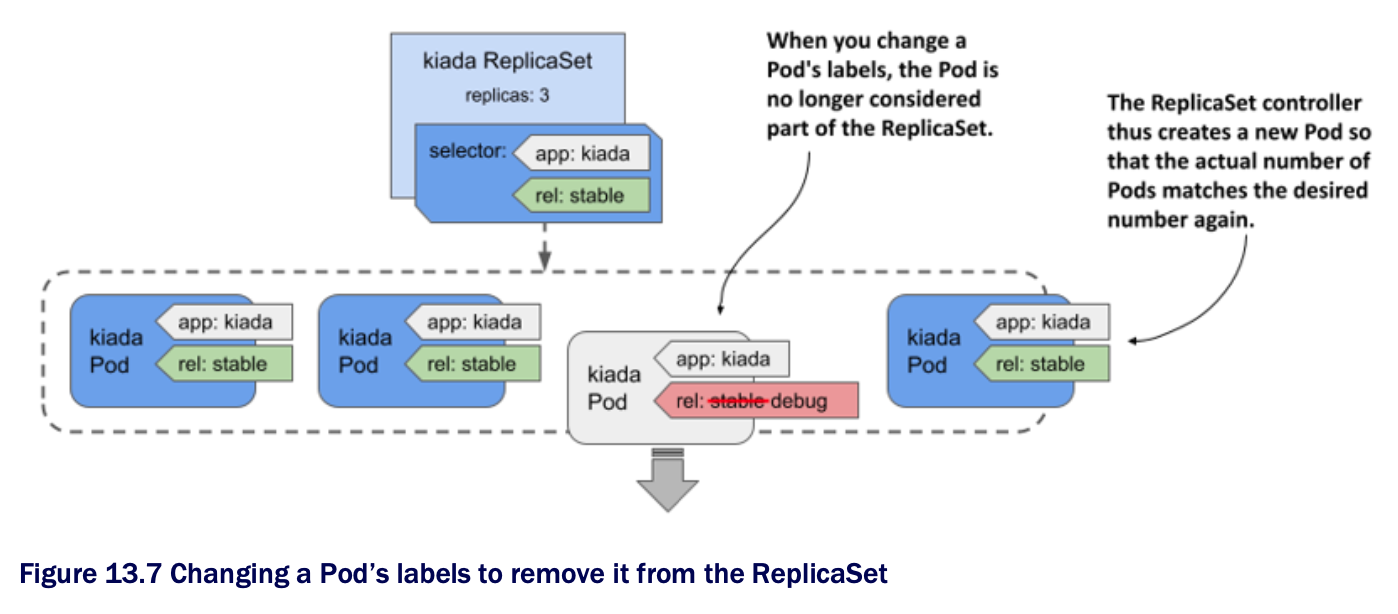 kiada ReplicaSet
replicas: 3
selector:
app: kiada
rel: stable
When you change a
Pod's labels, the Pod is
no longer considered
part of the ReplicaSet.
The ReplicaSet controller
thus creates a new Pod so
that the actual number of
Pods matches the desired
number again.
kiada
Pod
app: kiada
rel: stable
kiada
Pod
app: kiada
rel: stable
kiada
Pod
app: kiada
rel: stable debug
kiada
Pod
app: kiada
rel: stable
Figure 13.7 Changing a Pod’s labels to remove it from the ReplicaSet